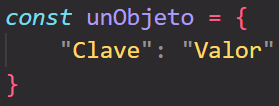 const unObjeto = {
    "Clave": "Valor"
}